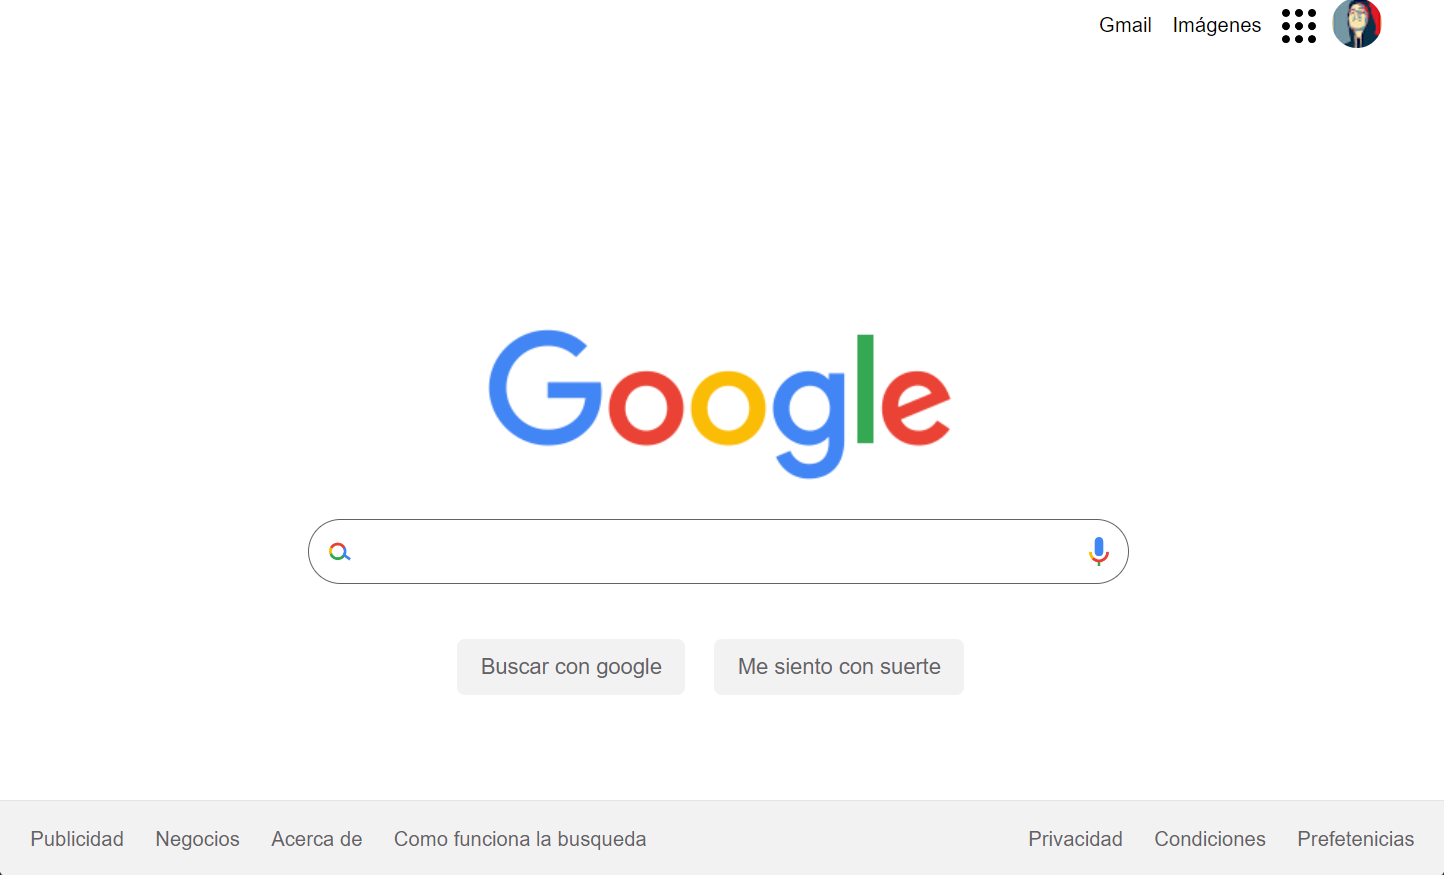 Gmail Imágenes
Google
Buscar con google Me siento con suerte
Publicidad Negocios Acerca de Como funciona la busqueda Privacidad Condiciones Prefetenicias